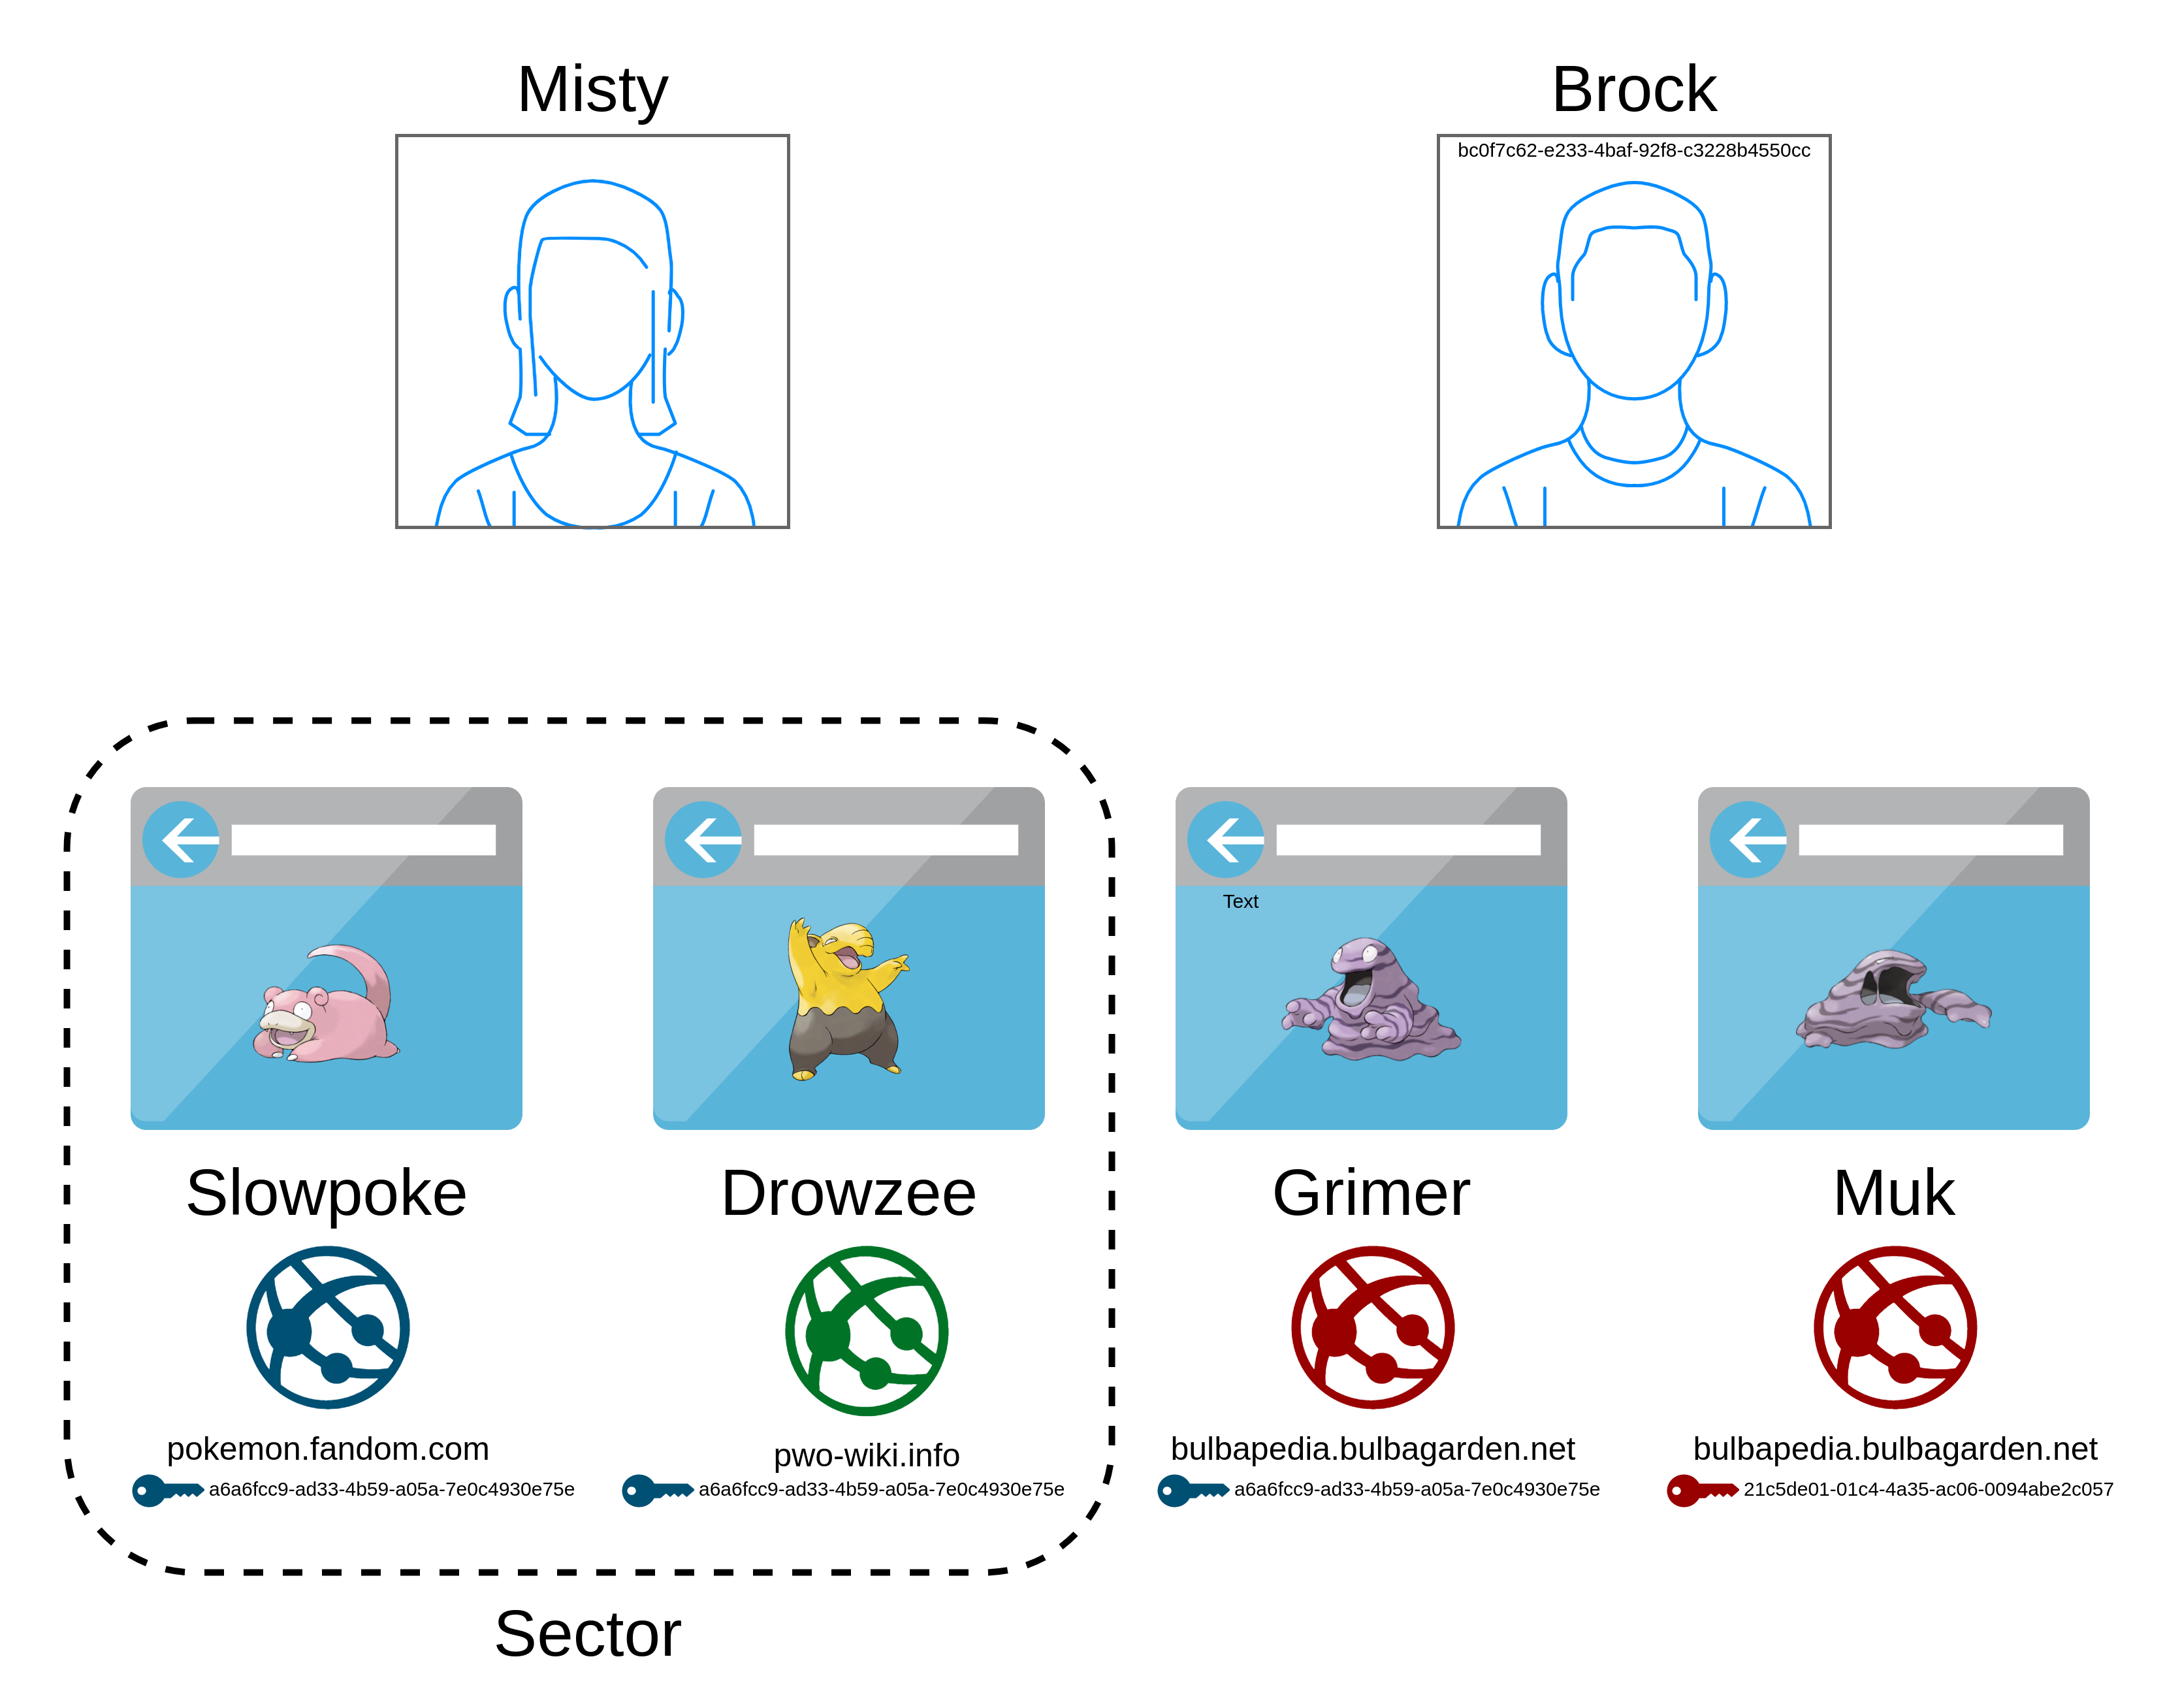 Misty
Brock
bc0f7c62-e233-4baf-92f8-c3228b4550cc
Text
Slowpoke
Drowzee
Grimer
Muk
pokemon.fandom.com
pwo-wiki.info
bulbapedia.bulbagarden.net
bulbapedia.bulbagarden.net
a6a6fcc9-ad33-4b59-a05a-7e0c4930e75e
a6a6fcc9-ad33-4b59-a05a-7e0c4930e75e
a6a6fcc9-ad33-4b59-a05a-7e0c4930e75e
21c5de01-01c4-4a35-ac06-0094abe2c057
Sector